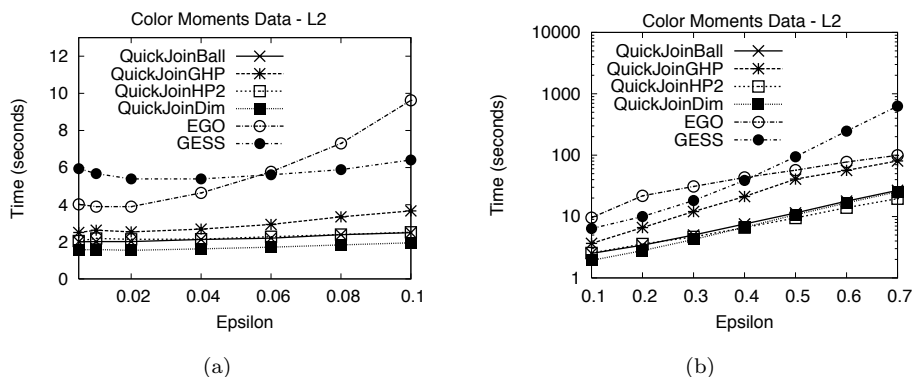 Color Moments Data - L2
12
10
8
6
4
2
0
Time (seconds)
QuickJoinBall
QuickJoinGHP
QuickJoinHP2
QuickJoinDim
EGO
GESS
0.02
0.04
0.06
0.08
0.1
Epsilon
(a)
Color Moments Data - L2
10000
1000
100
10
1
Time (seconds)
QuickJoinBall
QuickJoinGHP
QuickJoinHP2
QuickJoinDim
EGO
GESS
0.1
0.2
0.3
0.4
0.5
0.6
0.7
Epsilon
(b)